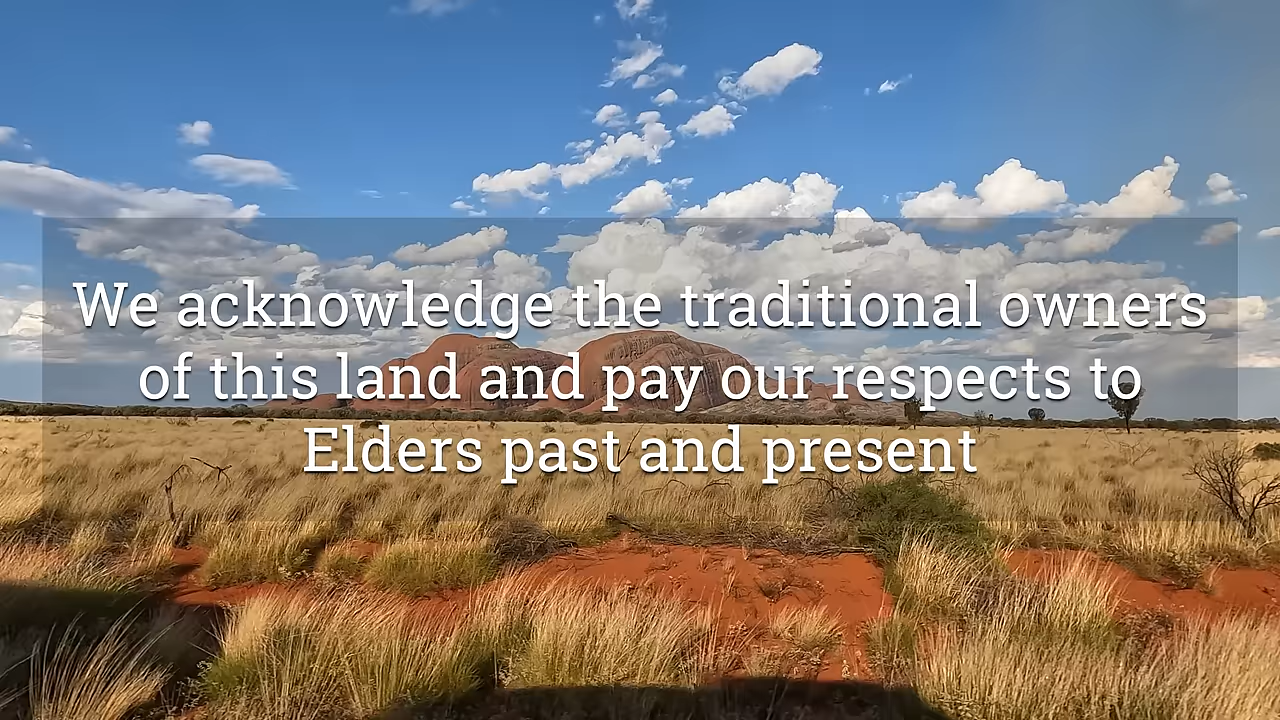 We acknowledge the traditional owners
of this land and pay our respects to
Elders past and present